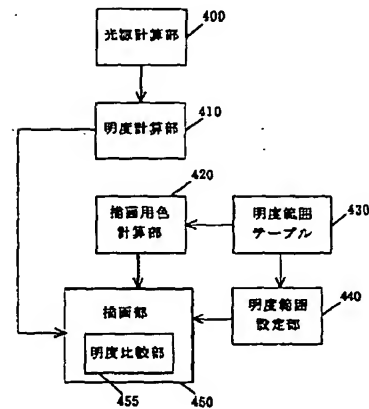 光源計算部
400
明度計算部
410
420
描画用色
計算部
明度範囲
テーブル
430
描画部
明度比較部
明度範囲
設定部
440
455
450